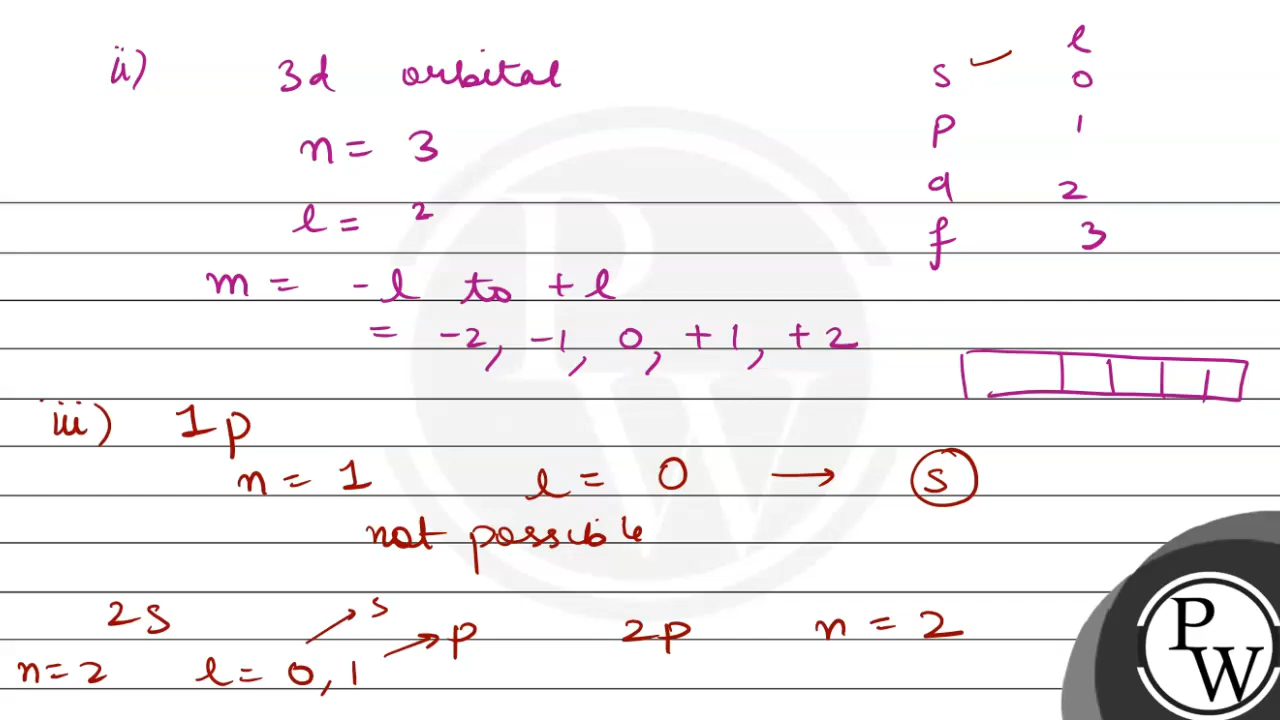 ii) 3d orbital
n = 3
l = 2
m = -l to +l
= -2, -1, 0, +1, +2
l
s ✓ 0
p 1
q 2
f 3
iii) 1p
n = 1 l = 0 → s
not possible
2s → s → p 2p n = 2
n = 2 l = 0, 1
PW
PW